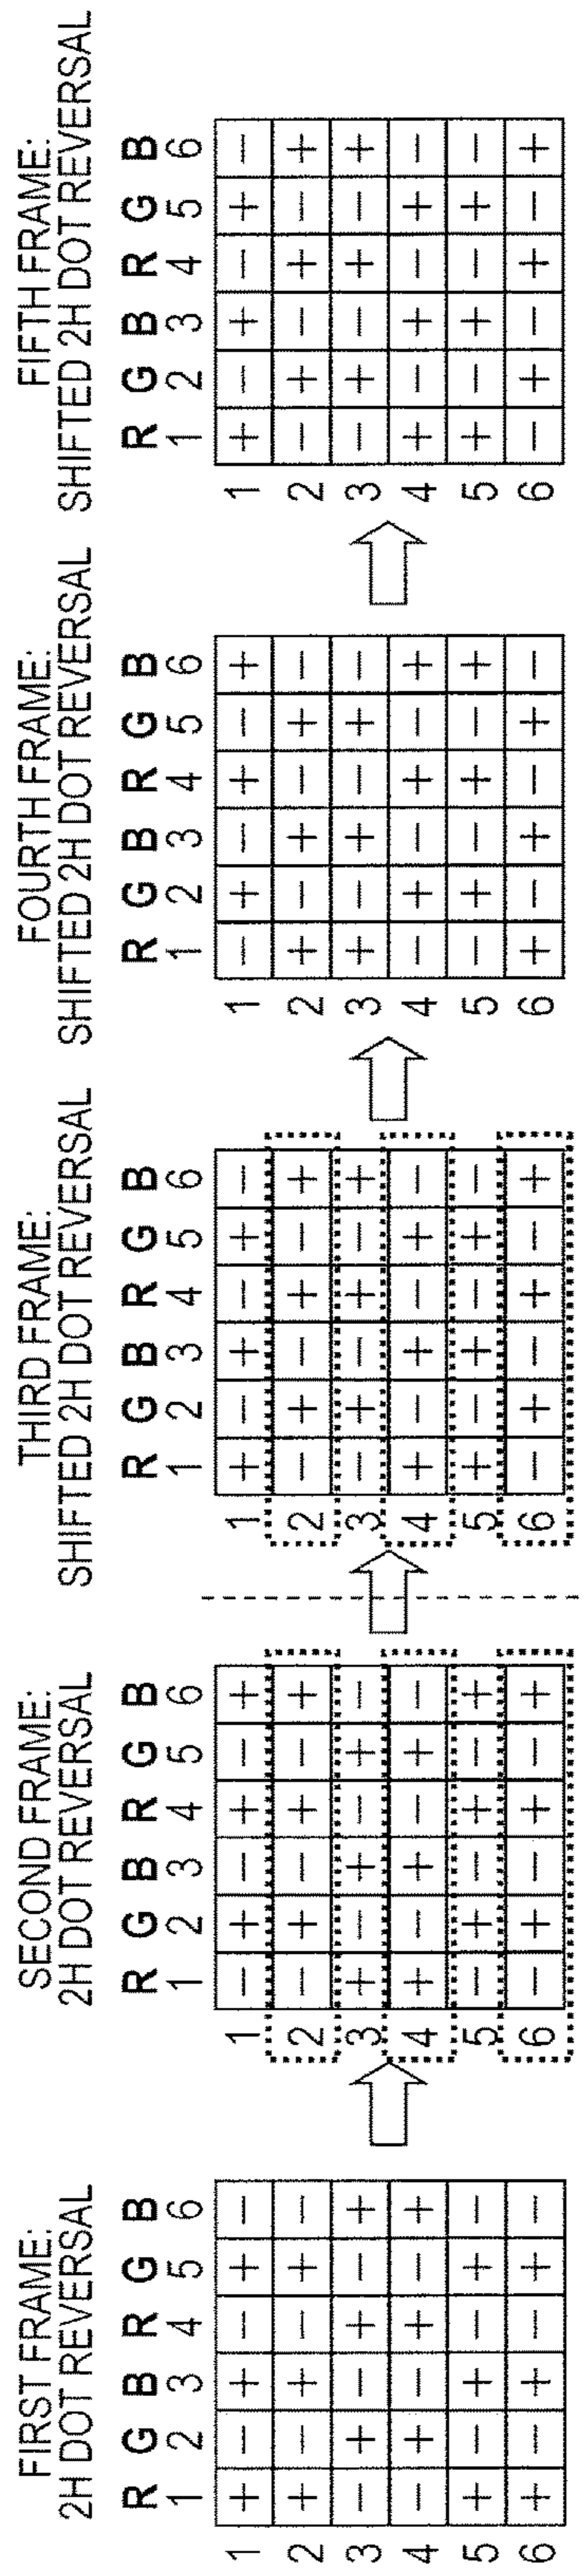 FIRST FRAME:
2H DOT REVERSAL
R G B R G B
1 2 3 4 5 6
1 + − + − + −
2 + − + − + −
3 − + − + − +
4 − + − + − +
5 + − + − + −
6 + − + − + −
SECOND FRAME:
2H DOT REVERSAL
R G B R G B
1 2 3 4 5 6
1 − + − + − +
2 − + − + − +
3 + − + − + −
4 + − + − + −
5 − + − + − +
6 − + − + − +
THIRD FRAME:
SHIFTED 2H DOT REVERSAL
R G B R G B
1 2 3 4 5 6
1 + − + − + −
2 − + − + − +
3 − + − + − +
4 + − + − + −
5 + − + − + −
6 − + − + − +
FOURTH FRAME:
SHIFTED 2H DOT REVERSAL
R G B R G B
1 2 3 4 5 6
1 − + − + − +
2 + − + − + −
3 + − + − + −
4 − + − + − +
5 − + − + − +
6 + − + − + −
FIFTH FRAME:
SHIFTED 2H DOT REVERSAL
R G B R G B
1 2 3 4 5 6
1 + − + − + −
2 − + − + − +
3 − + − + − +
4 + − + − + −
5 + − + − + −
6 − + − + − +